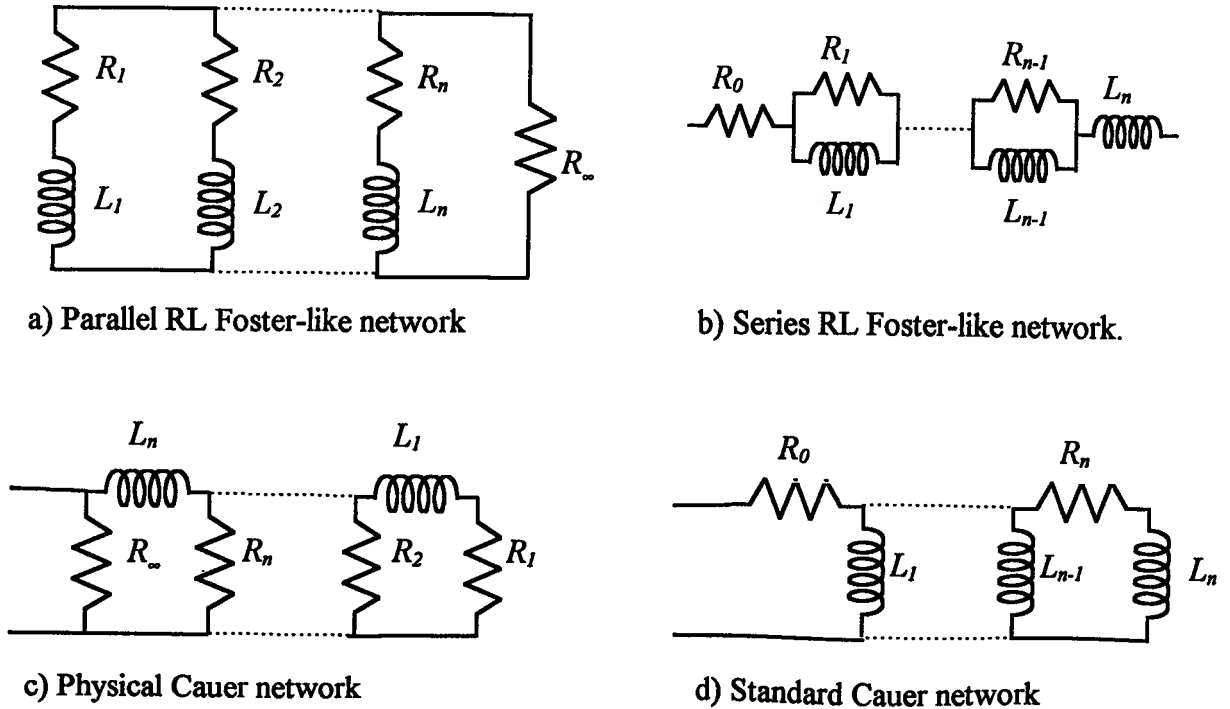 R1 R2 Rn R∞
L1 L2 Ln
a) Parallel RL Foster-like network
R0 R1 Rn-1 Ln
L1 Ln-1
b) Series RL Foster-like network.
Ln L1
R∞ Rn R2 R1
c) Physical Cauer network
R0 Rn
L1 Ln-1 Ln
d) Standard Cauer network